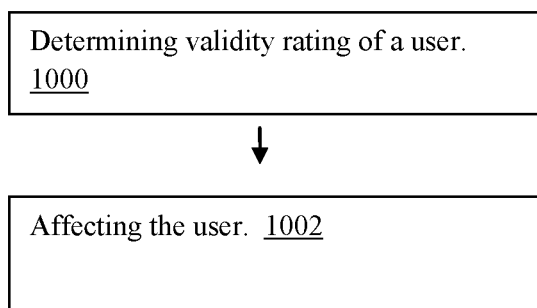 Determining validity rating of a user.
1000
Affecting the user. 1002